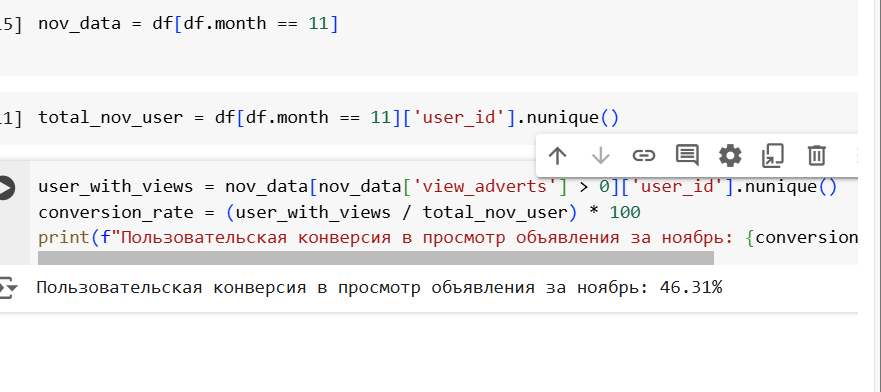 5] nov_data = df[df.month == 11]
1] total_nov_user = df[df.month == 11]['user_id'].nunique()
user_with_views = nov_data[nov_data['view_adverts'] > 0]['user_id'].nunique()
conversion_rate = (user_with_views / total_nov_user) * 100
print(f"Пользовательская конверсия в просмотр объявления за ноябрь: {conversion
Пользовательская конверсия в просмотр объявления за ноябрь: 46.31%